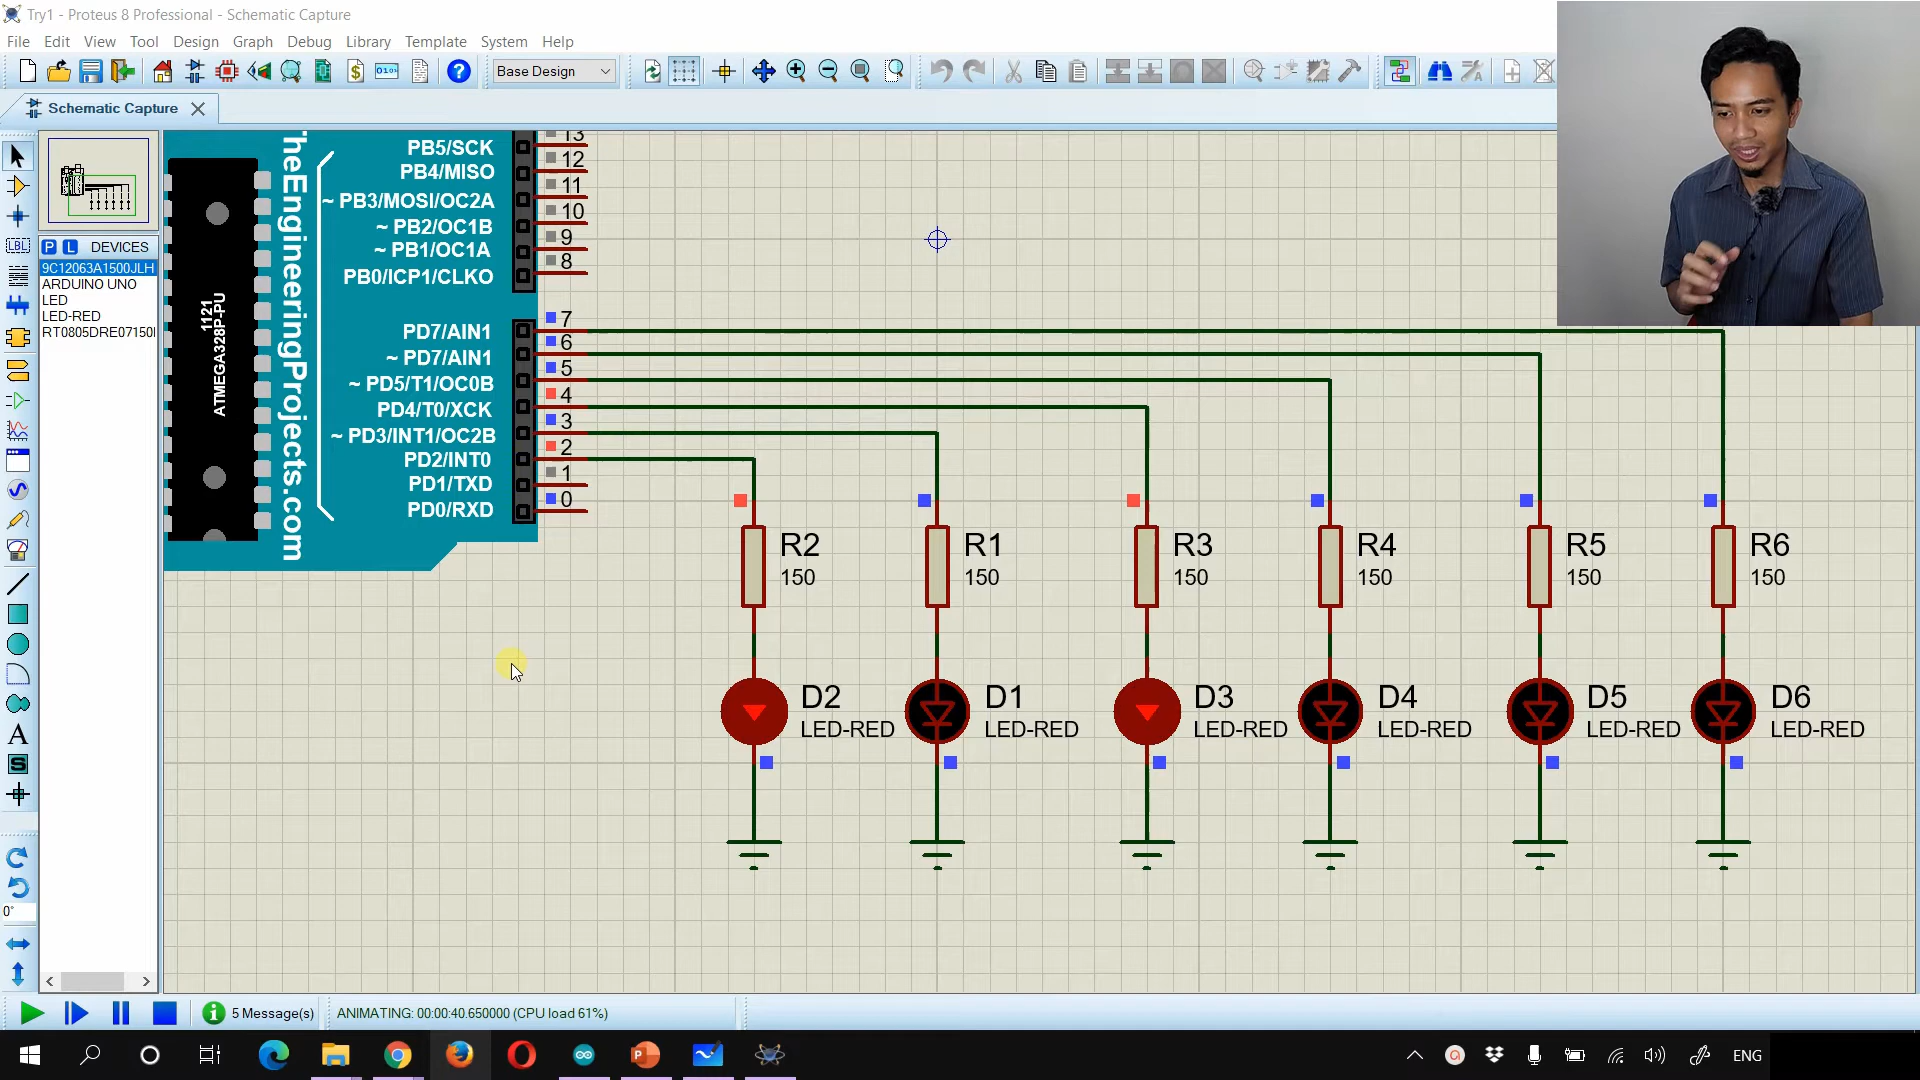 Try1 - Proteus 8 Professional - Schematic Capture
File Edit View Tool Design Graph Debug Library Template System Help
Base Design
Schematic Capture
LBL
P L DEVICES
9C12063A1500JLH
ARDUINO UNO
LED
LED-RED
RT0805DRE07150
heEngineeringProjects.com
1121
ATMEGA328P-PU
13
PB5/SCK 12
PB4/MISO 11
~ PB3/MOSI/OC2A 10
~ PB2/OC1B 9
~ PB1/OC1A 8
PB0/ICP1/CLKO
7
PD7/AIN1 6
~ PD7/AIN1 5
~ PD5/T1/OC0B 4
PD4/T0/XCK 3
~ PD3/INT1/OC2B 2
PD2/INT0 1
PD1/TXD 0
PD0/RXD
R2 R1 R3 R4 R5 R6
150 150 150 150 150 150
D2 D1 D3 D4 D5 D6
LED-RED LED-RED LED-RED LED-RED LED-RED LED-RED
A
S
0°
5 Message(s) ANIMATING: 00:00:40.650000 (CPU load 61%)
ENG